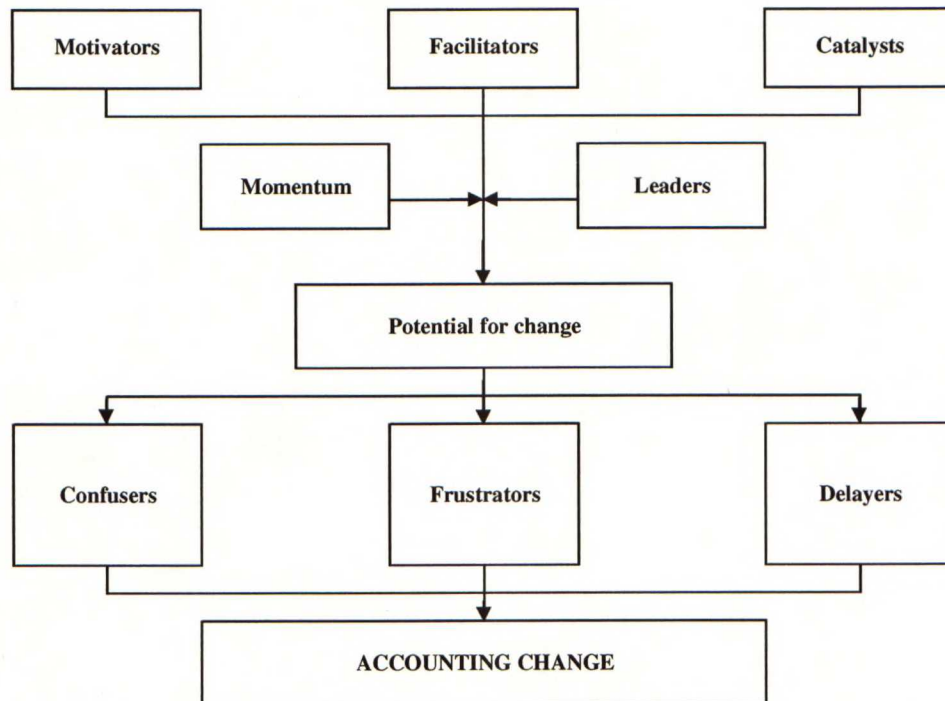 Motivators
Facilitators
Catalysts
Momentum
Leaders
Potential for change
Confusers
Frustrators
Delayers
ACCOUNTING CHANGE